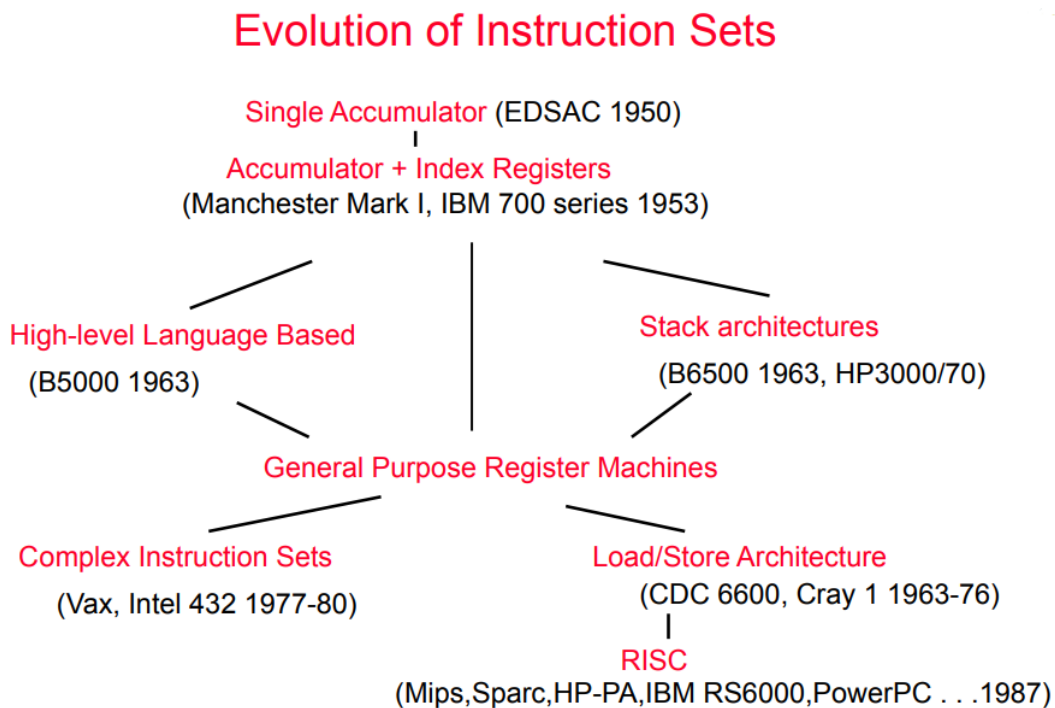 Evolution of Instruction Sets
Single Accumulator (EDSAC 1950)
Accumulator + Index Registers
(Manchester Mark I, IBM 700 series 1953)
High-level Language Based
(B5000 1963)
Stack architectures
(B6500 1963, HP3000/70)
General Purpose Register Machines
Complex Instruction Sets
(Vax, Intel 432 1977-80)
Load/Store Architecture
(CDC 6600, Cray 1 1963-76)
RISC
(Mips,Sparc,HP-PA,IBM RS6000,PowerPC . . .1987)